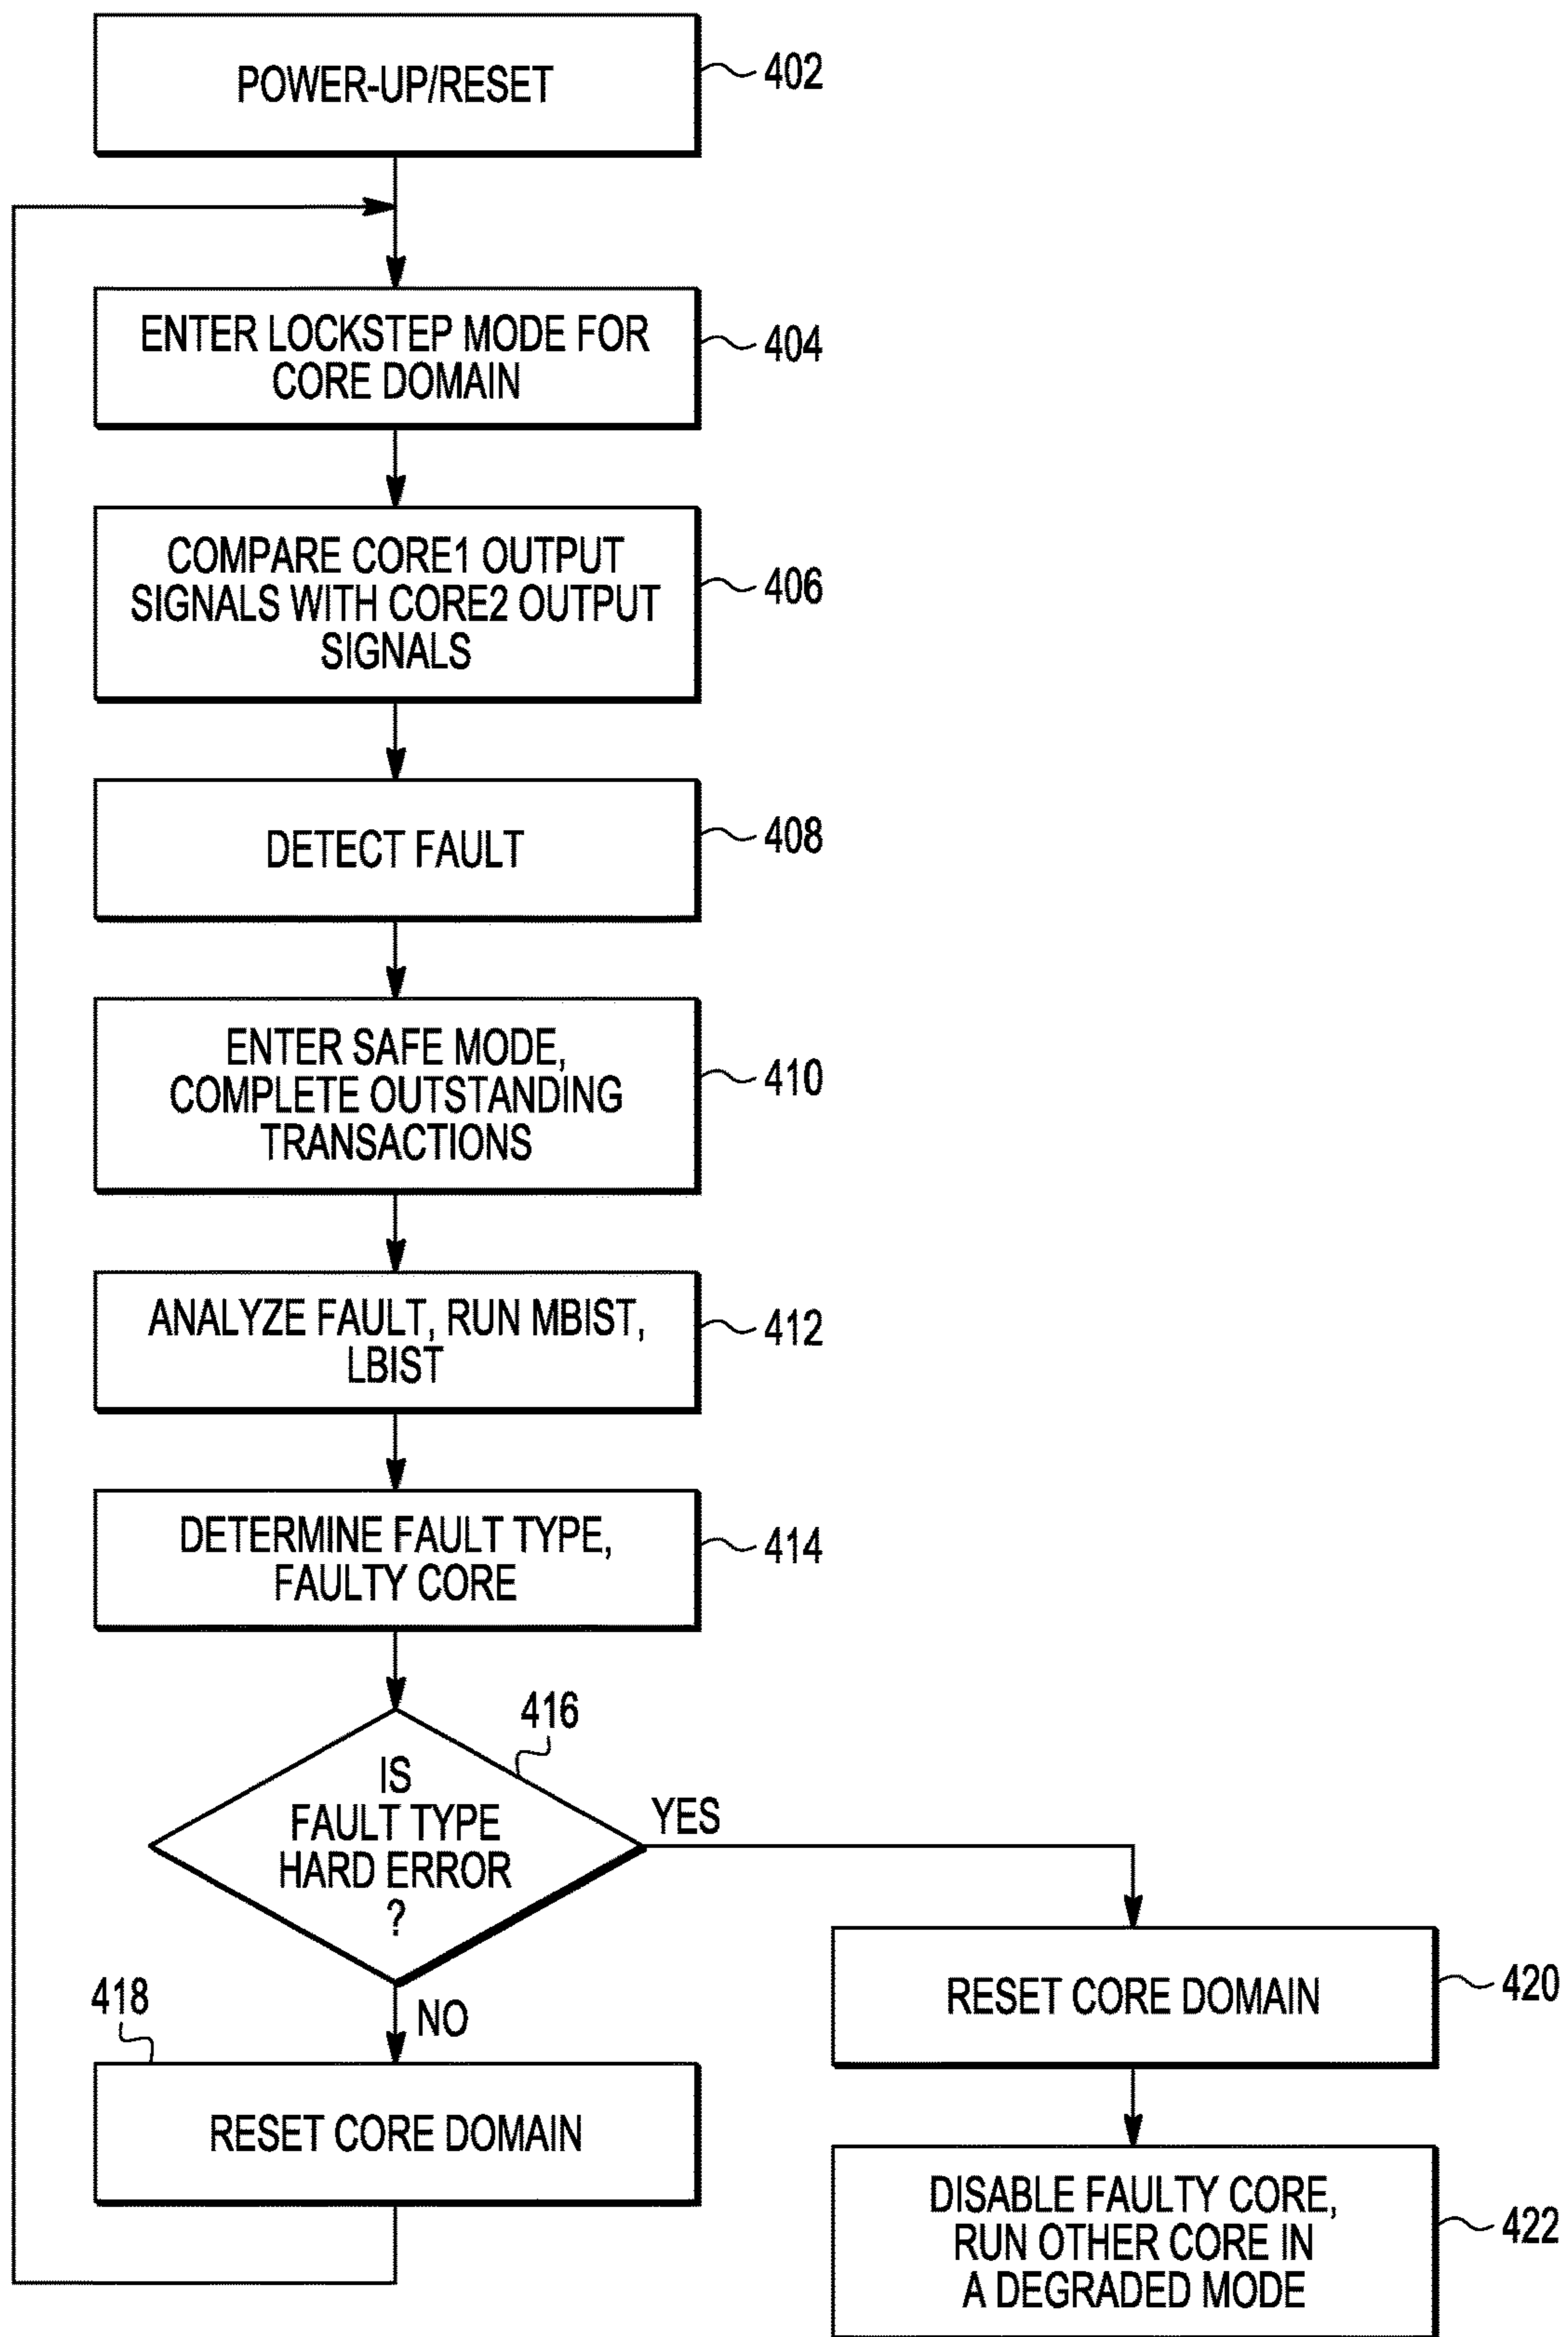 POWER-UP/RESET
402
ENTER LOCKSTEP MODE FOR
CORE DOMAIN
404
COMPARE CORE1 OUTPUT
SIGNALS WITH CORE2 OUTPUT
SIGNALS
406
DETECT FAULT
408
ENTER SAFE MODE,
COMPLETE OUTSTANDING
TRANSACTIONS
410
ANALYZE FAULT, RUN MBIST,
LBIST
412
DETERMINE FAULT TYPE,
FAULTY CORE
414
416
IS
FAULT TYPE
HARD ERROR
?
YES
NO
418
RESET CORE DOMAIN
RESET CORE DOMAIN
420
DISABLE FAULTY CORE,
RUN OTHER CORE IN
A DEGRADED MODE
422